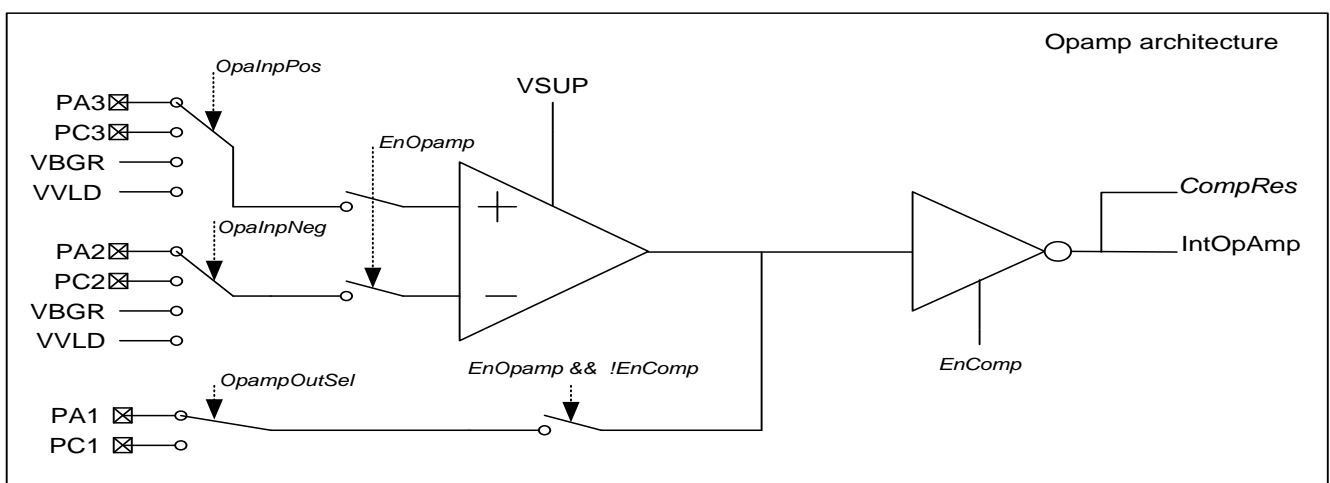 Opamp architecture
OpaInpPos
VSUP
PA3
PC3
EnOpamp
VBGR
VVLD
+
CompRes
OpaInpNeg
PA2
IntOpAmp
PC2
−
VBGR
VVLD
EnOpamp && !EnComp
EnComp
OpampOutSel
PA1
PC1